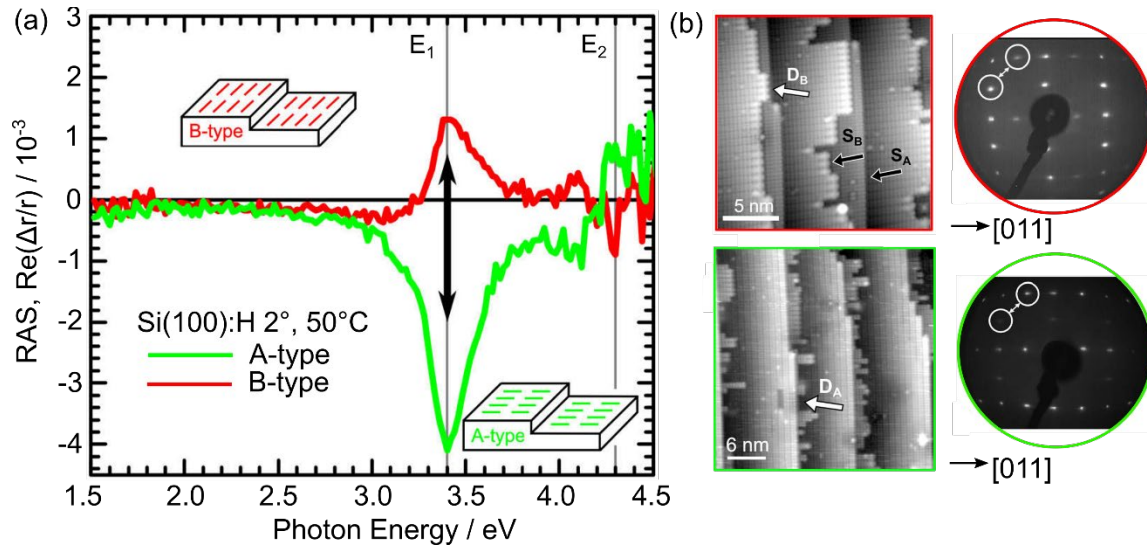 (a)
RAS, Re(Δr/r) / 10⁻³
3
2
1
0
-1
-2
-3
-4
E₁
E₂
B-type
Si(100):H 2°, 50°C
A-type
B-type
A-type
1.5 2.0 2.5 3.0 3.5 4.0 4.5
Photon Energy / eV
(b)
D_B
S_B
S_A
5 nm
[011]
D_A
6 nm
[011]